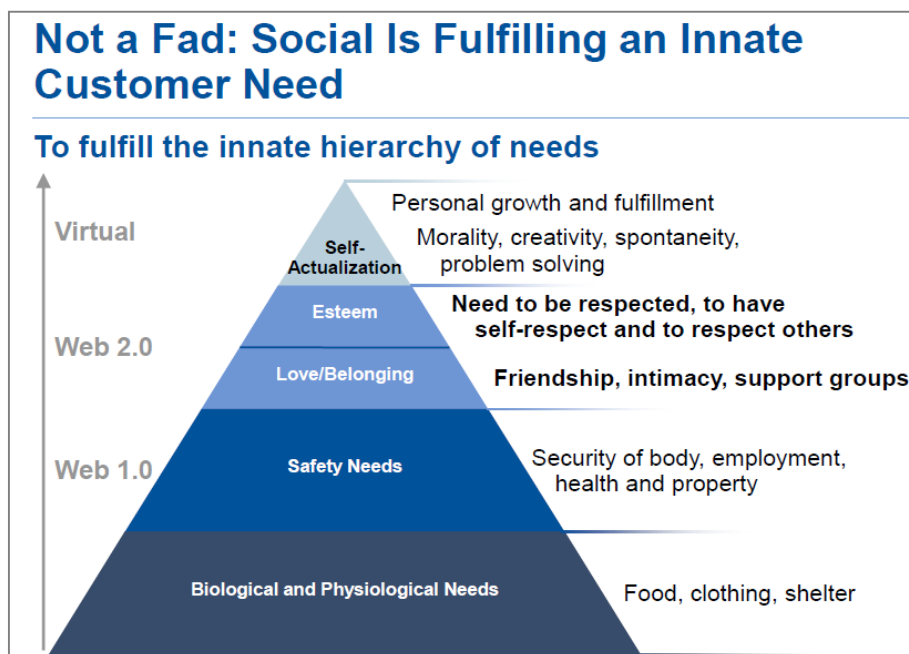 Not a Fad: Social Is Fulfilling an Innate
Customer Need
To fulfill the innate hierarchy of needs
Virtual
Self-
Actualization
Personal growth and fulfillment
Morality, creativity, spontaneity,
problem solving
Web 2.0
Esteem
Need to be respected, to have
self-respect and to respect others
Love/Belonging
Friendship, intimacy, support groups
Web 1.0
Safety Needs
Security of body, employment,
health and property
Biological and Physiological Needs
Food, clothing, shelter